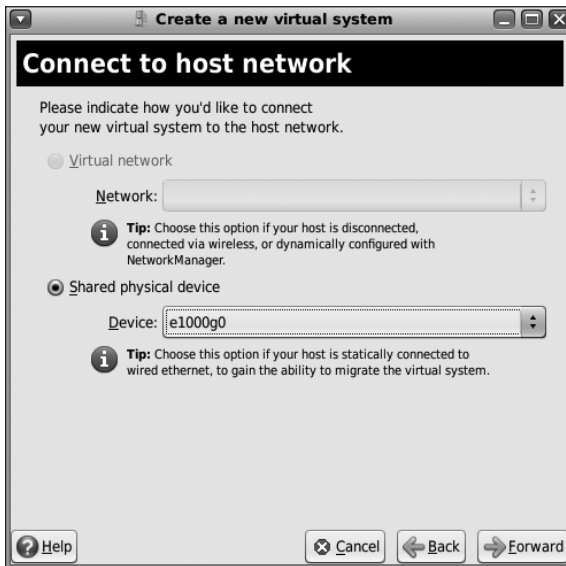 Create a new virtual system
Connect to host network
Please indicate how you'd like to connect
your new virtual system to the host network.
Virtual network
Network:
Tip: Choose this option if your host is disconnected,
connected via wireless, or dynamically configured with
NetworkManager.
Shared physical device
Device: e1000g0
Tip: Choose this option if your host is statically connected to
wired ethernet, to gain the ability to migrate the virtual system.
Help Cancel Back Forward